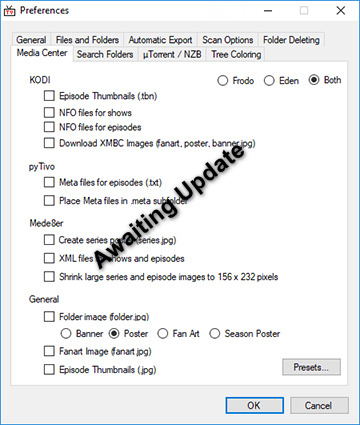 Preferences
General Files and Folders Automatic Export Scan Options Folder Deleting
Media Center Search Folders µTorrent / NZB Tree Coloring
KODI Frodo Eden Both
Episode Thumbnails (.tbn)
NFO files for shows
NFO files for episodes
Download XMBC Images (fanart, poster, banner.jpg)
pyTivo
Meta files for episodes (.txt)
Place Meta files in .meta subfolder
Mede8er
Create series poster (series.jpg)
XML files for shows and episodes
Shrink large series and episode images to 156 x 232 pixels
General
Folder image (folder.jpg)
Banner Poster Fan Art Season Poster
Fanart Image (fanart.jpg)
Episode Thumbnails (.jpg)
Presets...
OK Cancel
Awaiting Update